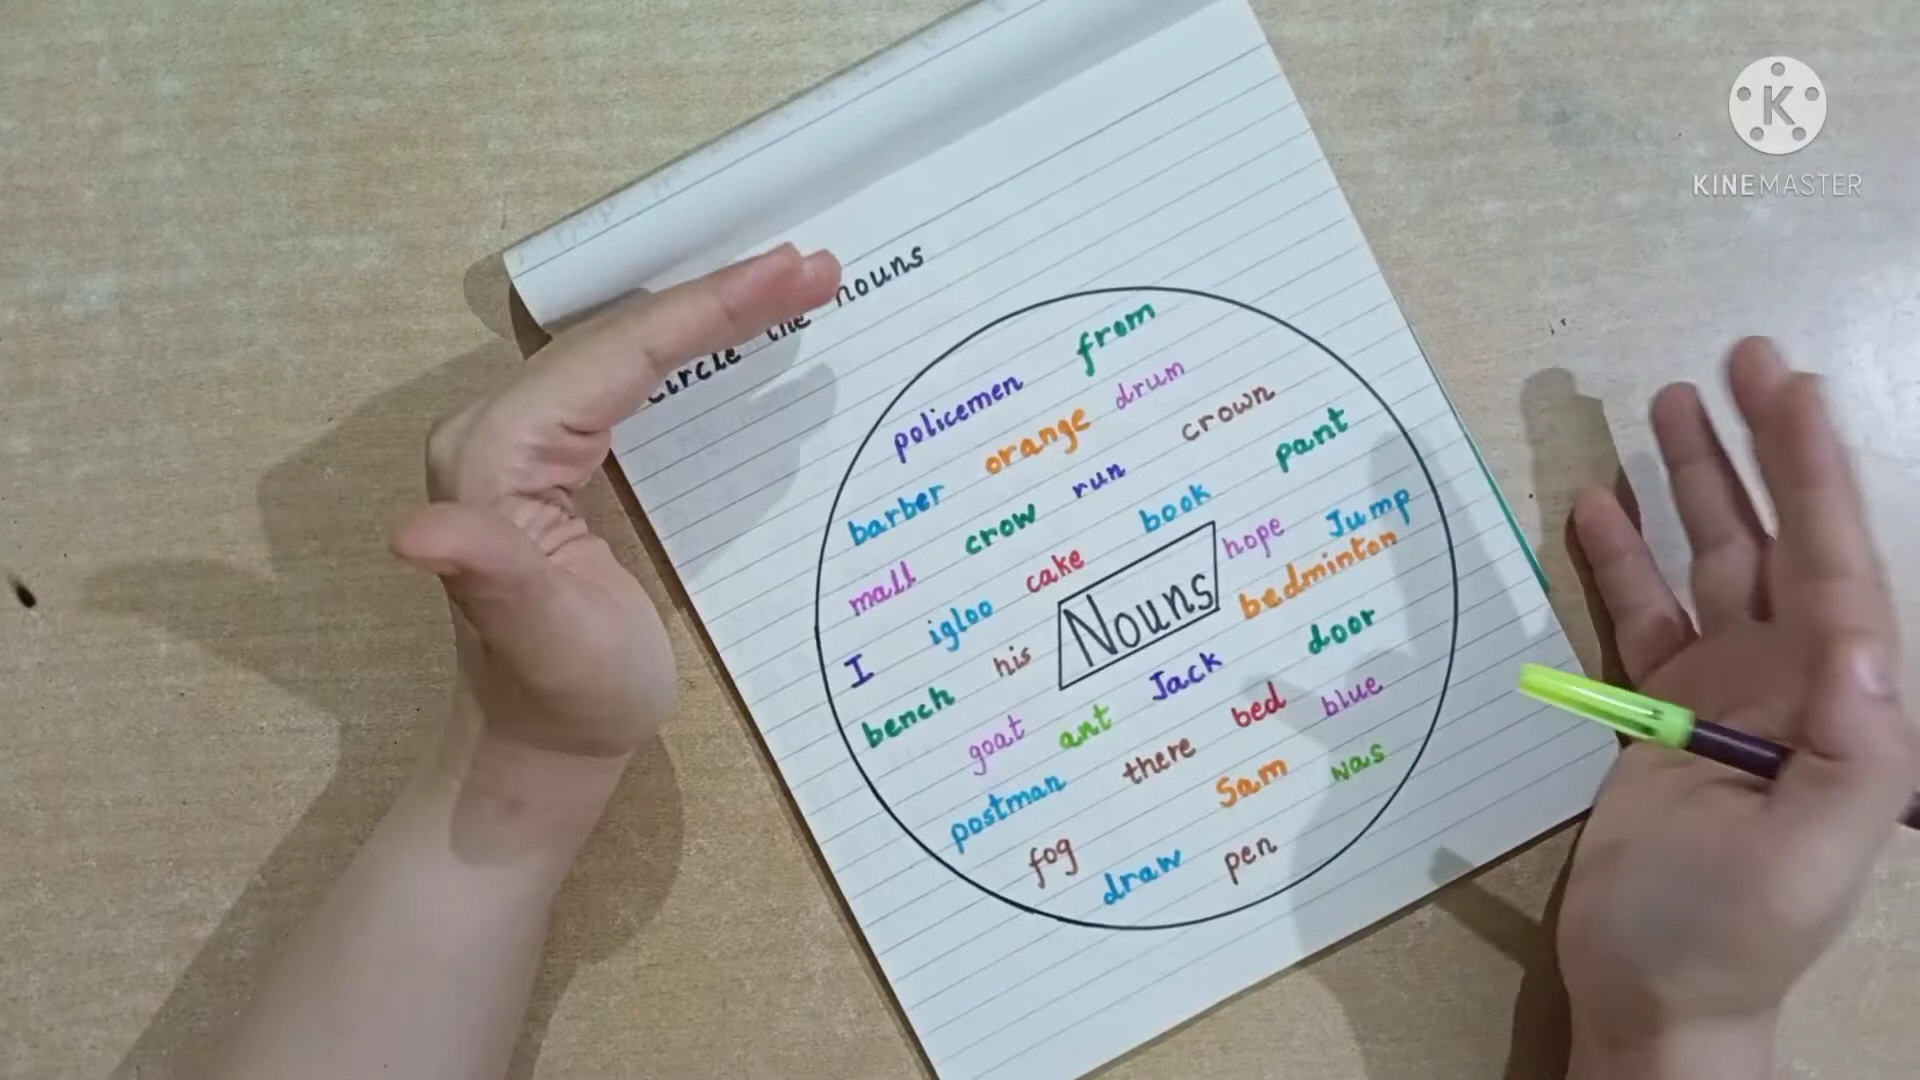 KINEMASTER
circle the nouns
policemen from
barber orange drum
mall crow run crown
I igloo cake book pant
bench his Nouns hope Jump
bedminton
goat ant Jack door
postman there bed blue
fog Sam was
draw pen